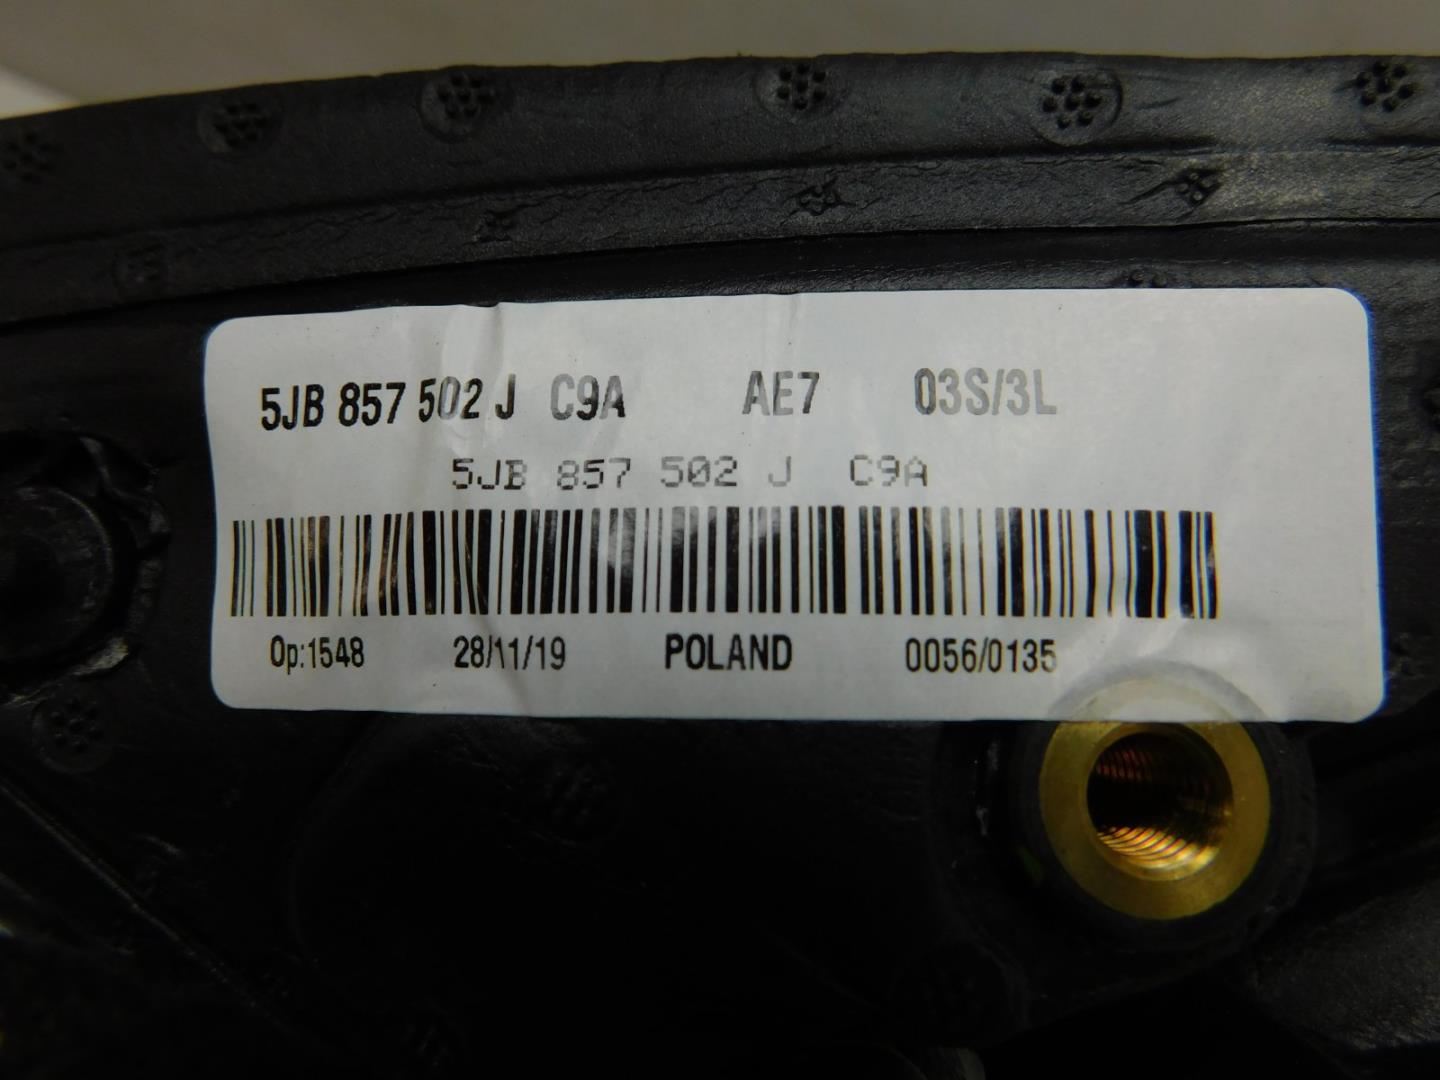 5JB 857 502 J C9A AE7 03S/3L
5JB 857 502 J C9A
Op:1548 28/11/19 POLAND 0056/0135